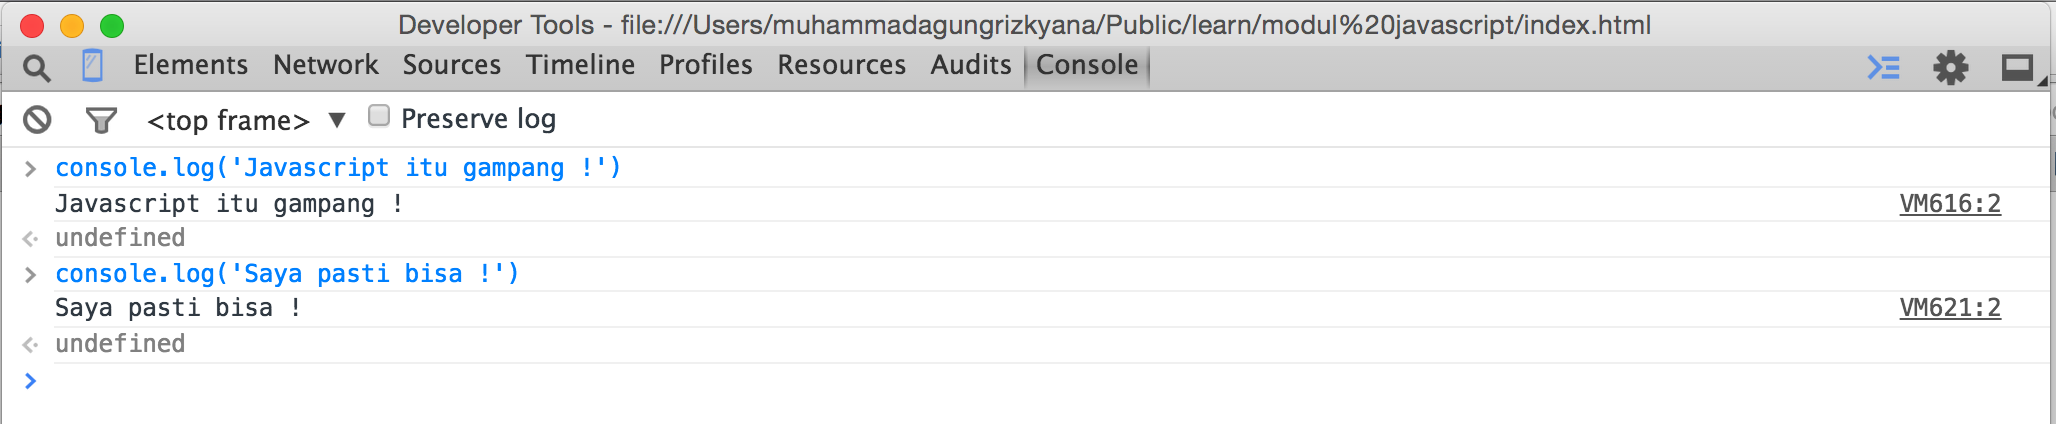 Developer Tools - file:///Users/muhammadagungrizkyana/Public/learn/modul%20javascript/index.html
Elements Network Sources Timeline Profiles Resources Audits Console
<top frame> ▼ Preserve log
> console.log('Javascript itu gampang !')
Javascript itu gampang ! VM616:2
undefined
> console.log('Saya pasti bisa !')
Saya pasti bisa ! VM621:2
undefined
>